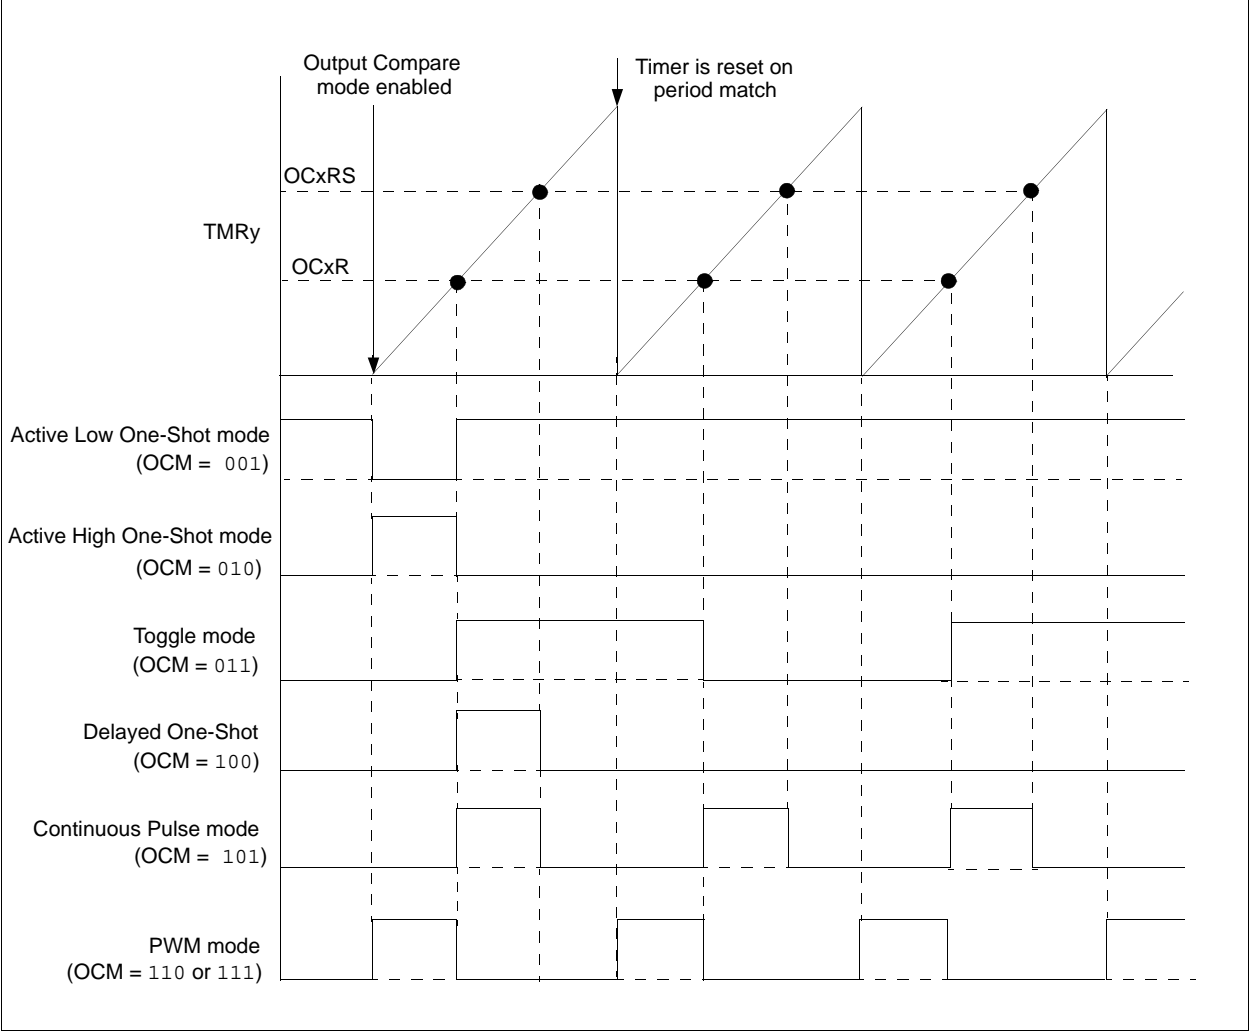 Output Compare
mode enabled
Timer is reset on
period match
OCxRS
TMRy
OCxR
Active Low One-Shot mode
(OCM = 001)
Active High One-Shot mode
(OCM = 010)
Toggle mode
(OCM = 011)
Delayed One-Shot
(OCM = 100)
Continuous Pulse mode
(OCM = 101)
PWM mode
(OCM = 110 or 111)